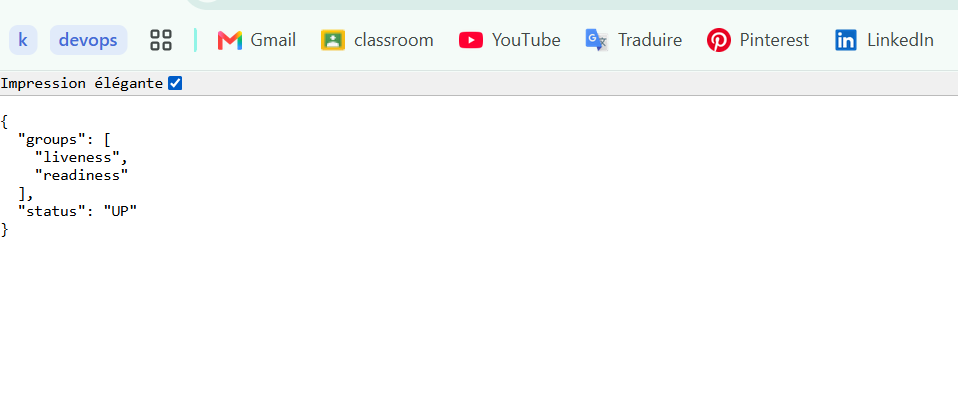 k devops Gmail classroom YouTube Traduire Pinterest LinkedIn
Impression élégante
{
  "groups": [
    "liveness",
    "readiness"
  ],
  "status": "UP"
}